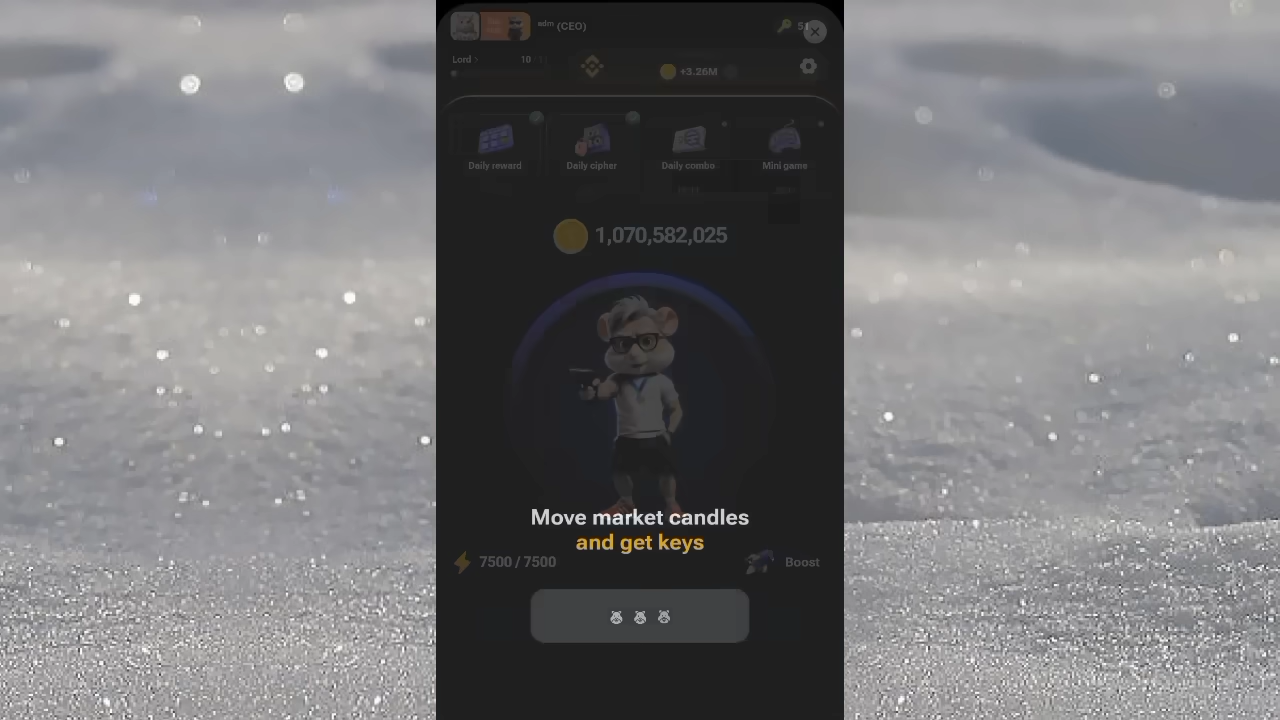 wdm (CEO)
Lord
10
+3.26M
Daily reward
Daily cipher
Daily combo
Mini game
1,070,582,025
Move market candles
and get keys
7500 / 7500
Boost